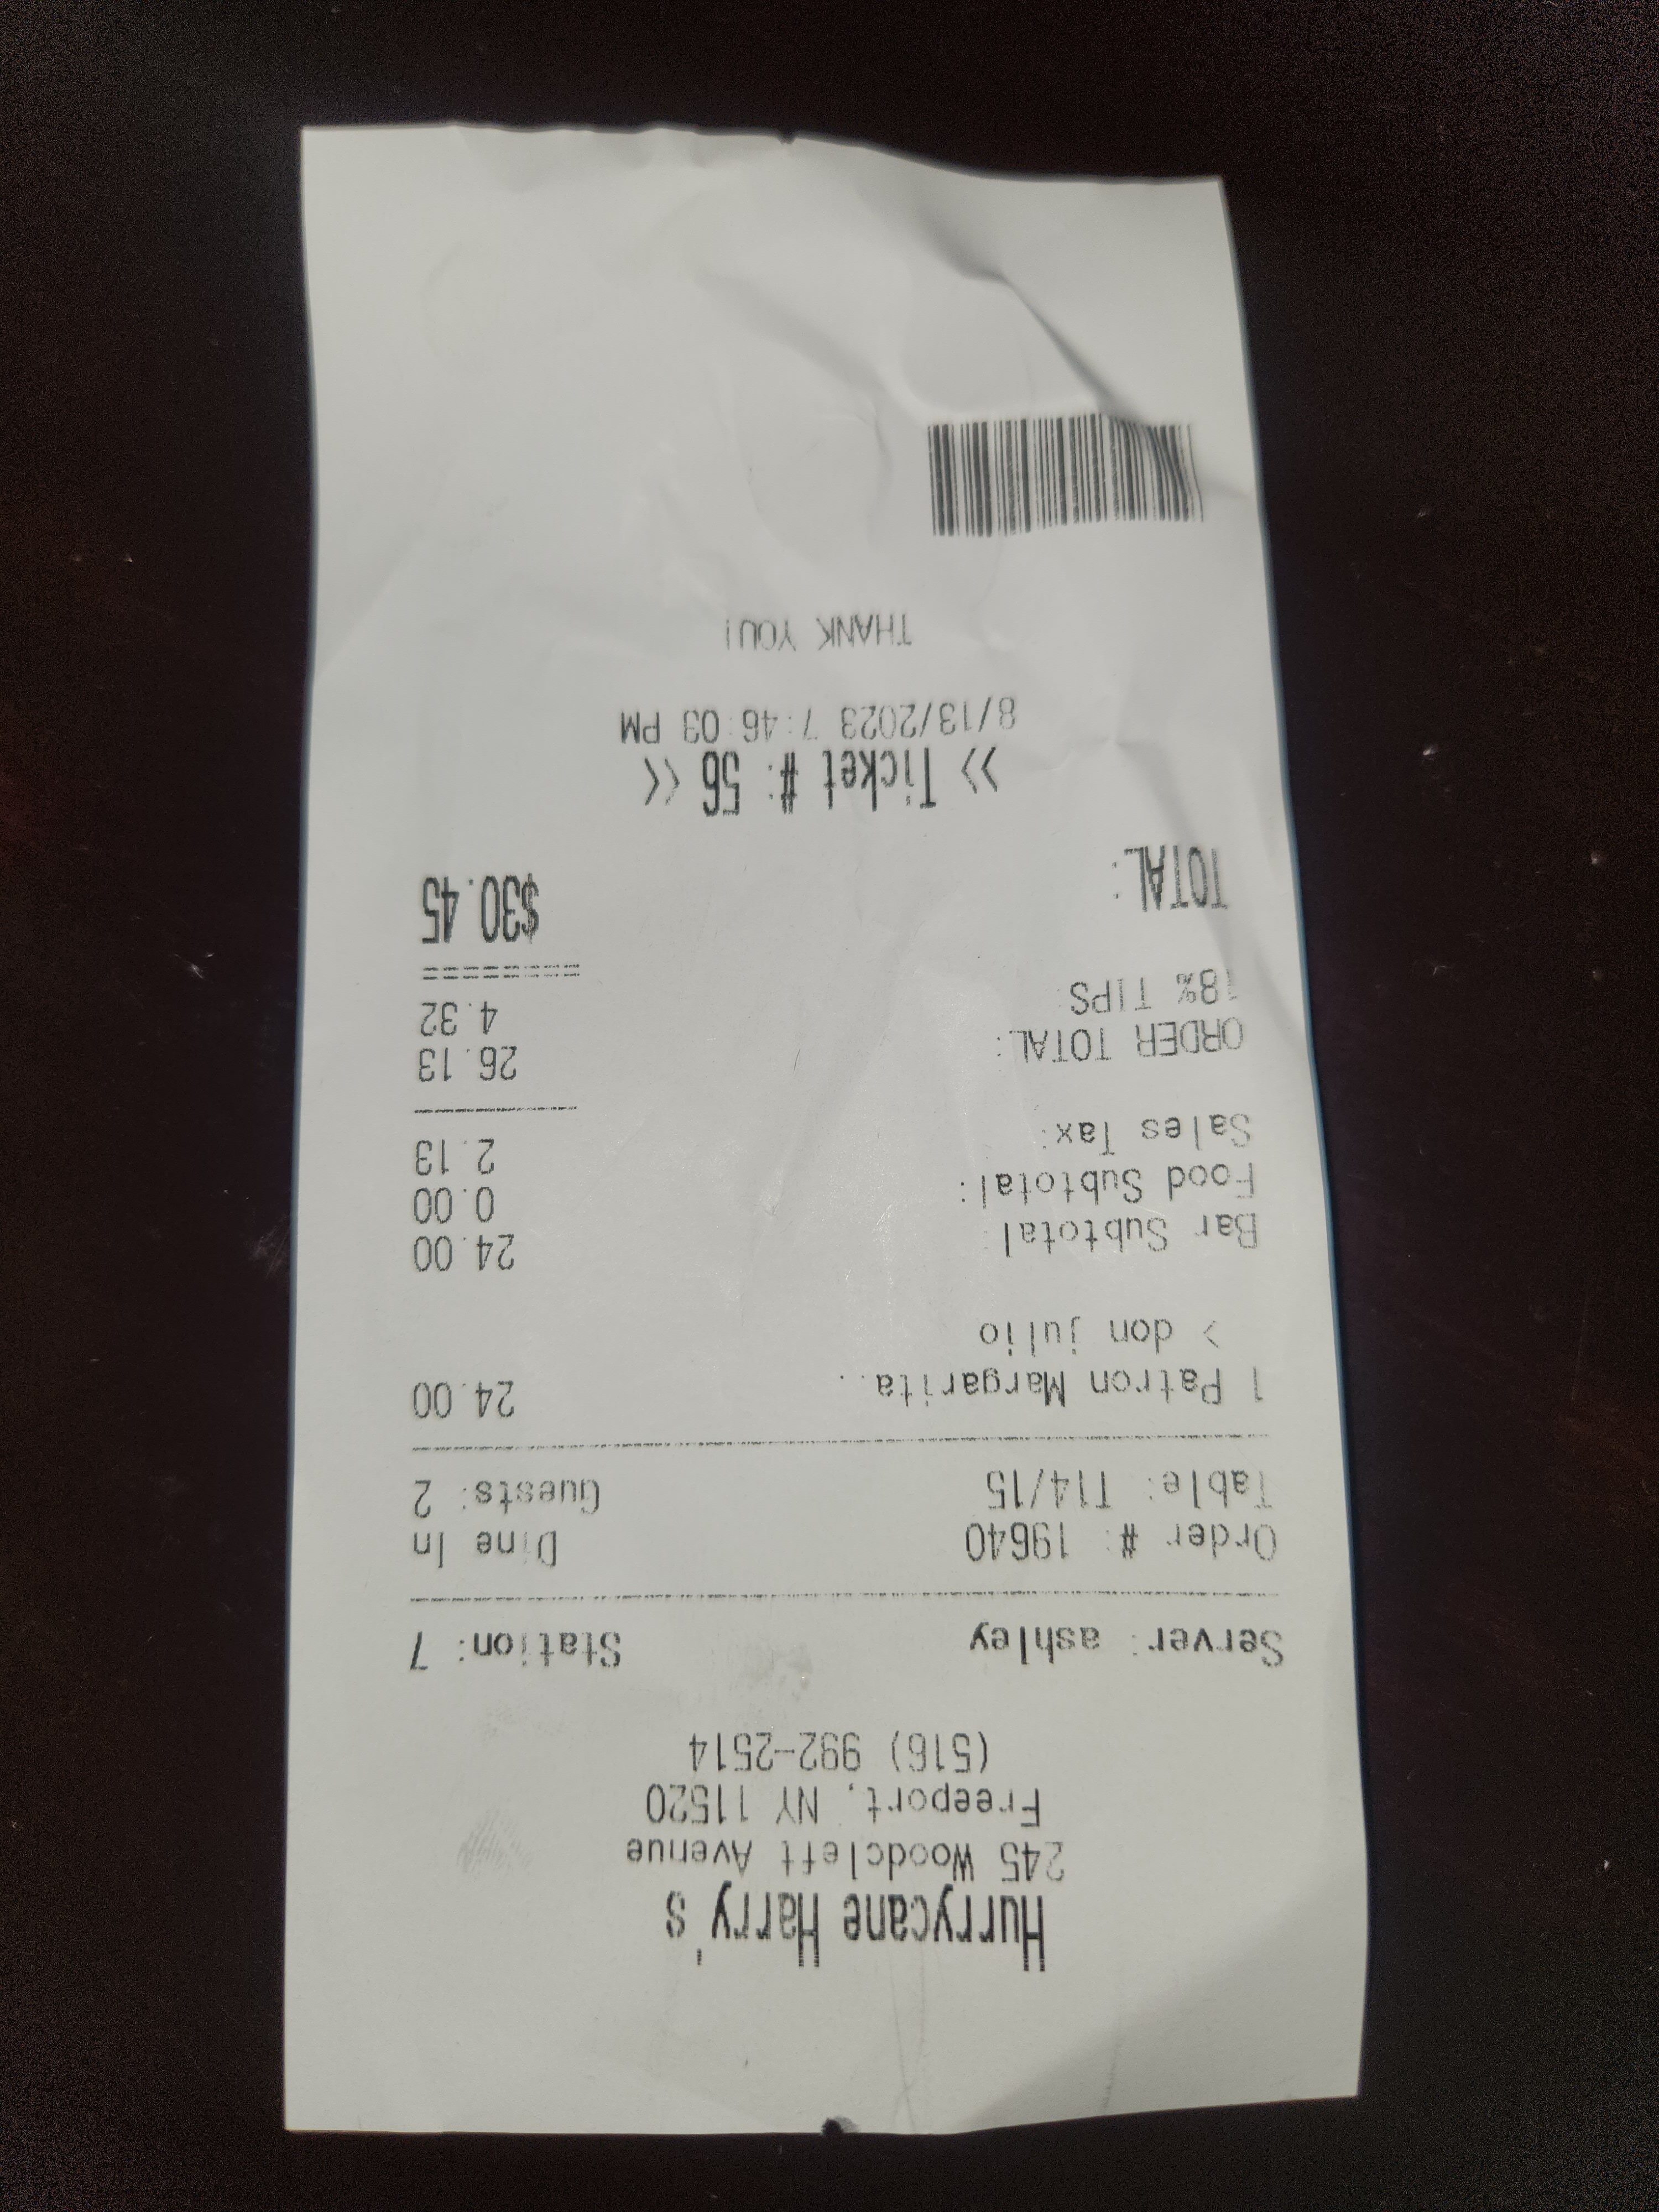 Hurrycane Harry's
245 Woodcleft Avenue
Freeport, NY 11520
(516) 992-2514
Server: ashley Station: 7
Order #: 19640 Dine In
Table: T14/15 Guests: 2
1 Patron Margarita.. 24.00
> don julio
Bar Subtotal: 24.00
Food Subtotal: 0.00
Sales Tax: 2.13
ORDER TOTAL: 26.13
18% TIPS: 4.32
TOTAL: $30.45
>> Ticket #: 56 <<
8/13/2023 7:46:03 PM
THANK YOU!